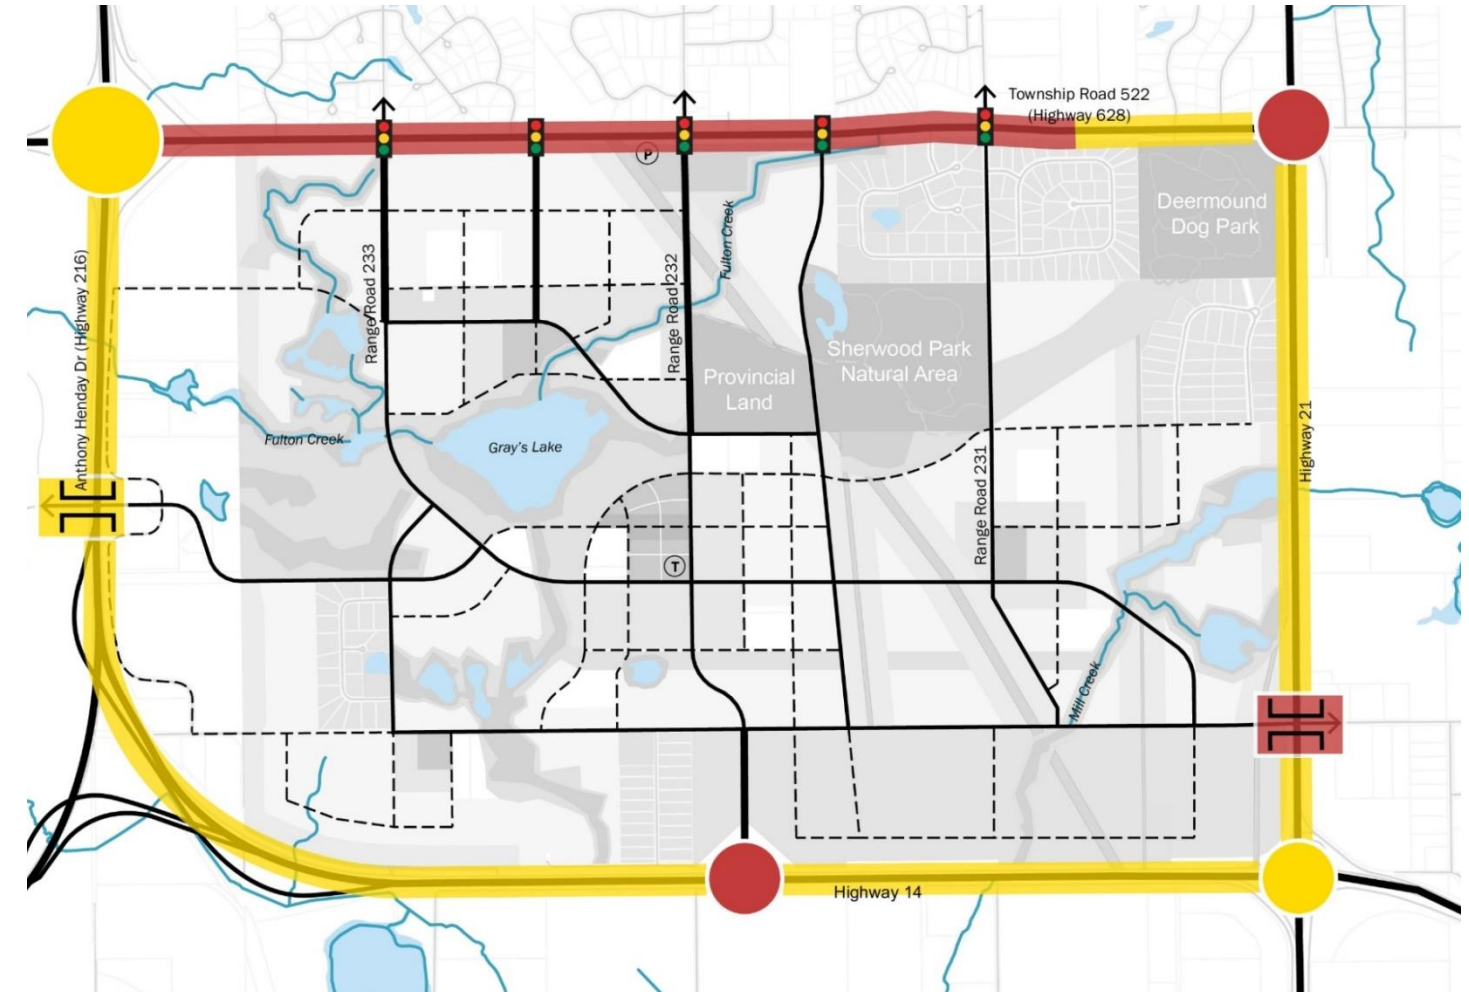 Township Road 522
(Highway 628)
P
Deermound
Dog Park
Fulton Creek
Anthony Henday Dr (Highway 216)
Range Road 233
Range Road 232
Sherwood Park
Natural Area
Provincial
Land
Highway 21
Fulton Creek
Gray's Lake
Range Road 231
T
Mill Creek
Highway 14